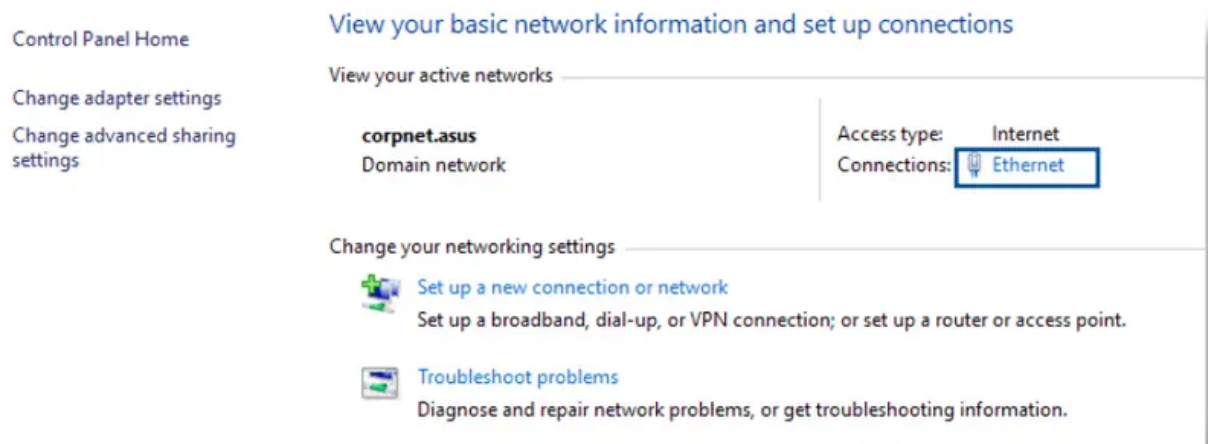 Control Panel Home
Change adapter settings
Change advanced sharing
settings
View your basic network information and set up connections
View your active networks
corpnet.asus
Domain network
Access type: Internet
Connections: Ethernet
Change your networking settings
Set up a new connection or network
Set up a broadband, dial-up, or VPN connection; or set up a router or access point.
Troubleshoot problems
Diagnose and repair network problems, or get troubleshooting information.